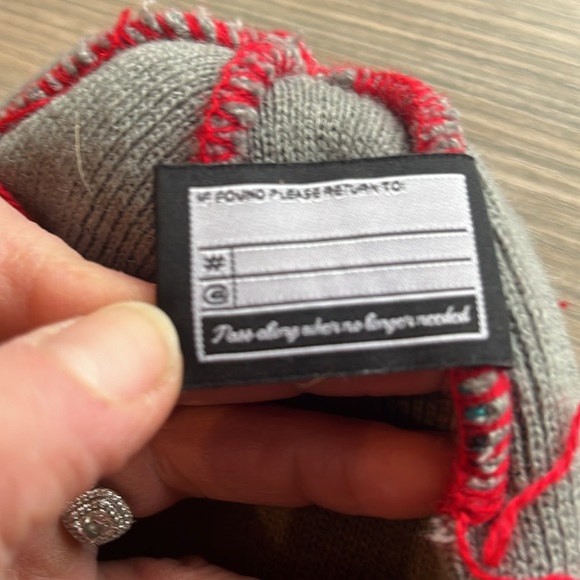 IF FOUND PLEASE RETURN TO:
#
@
Pass along when no longer needed.